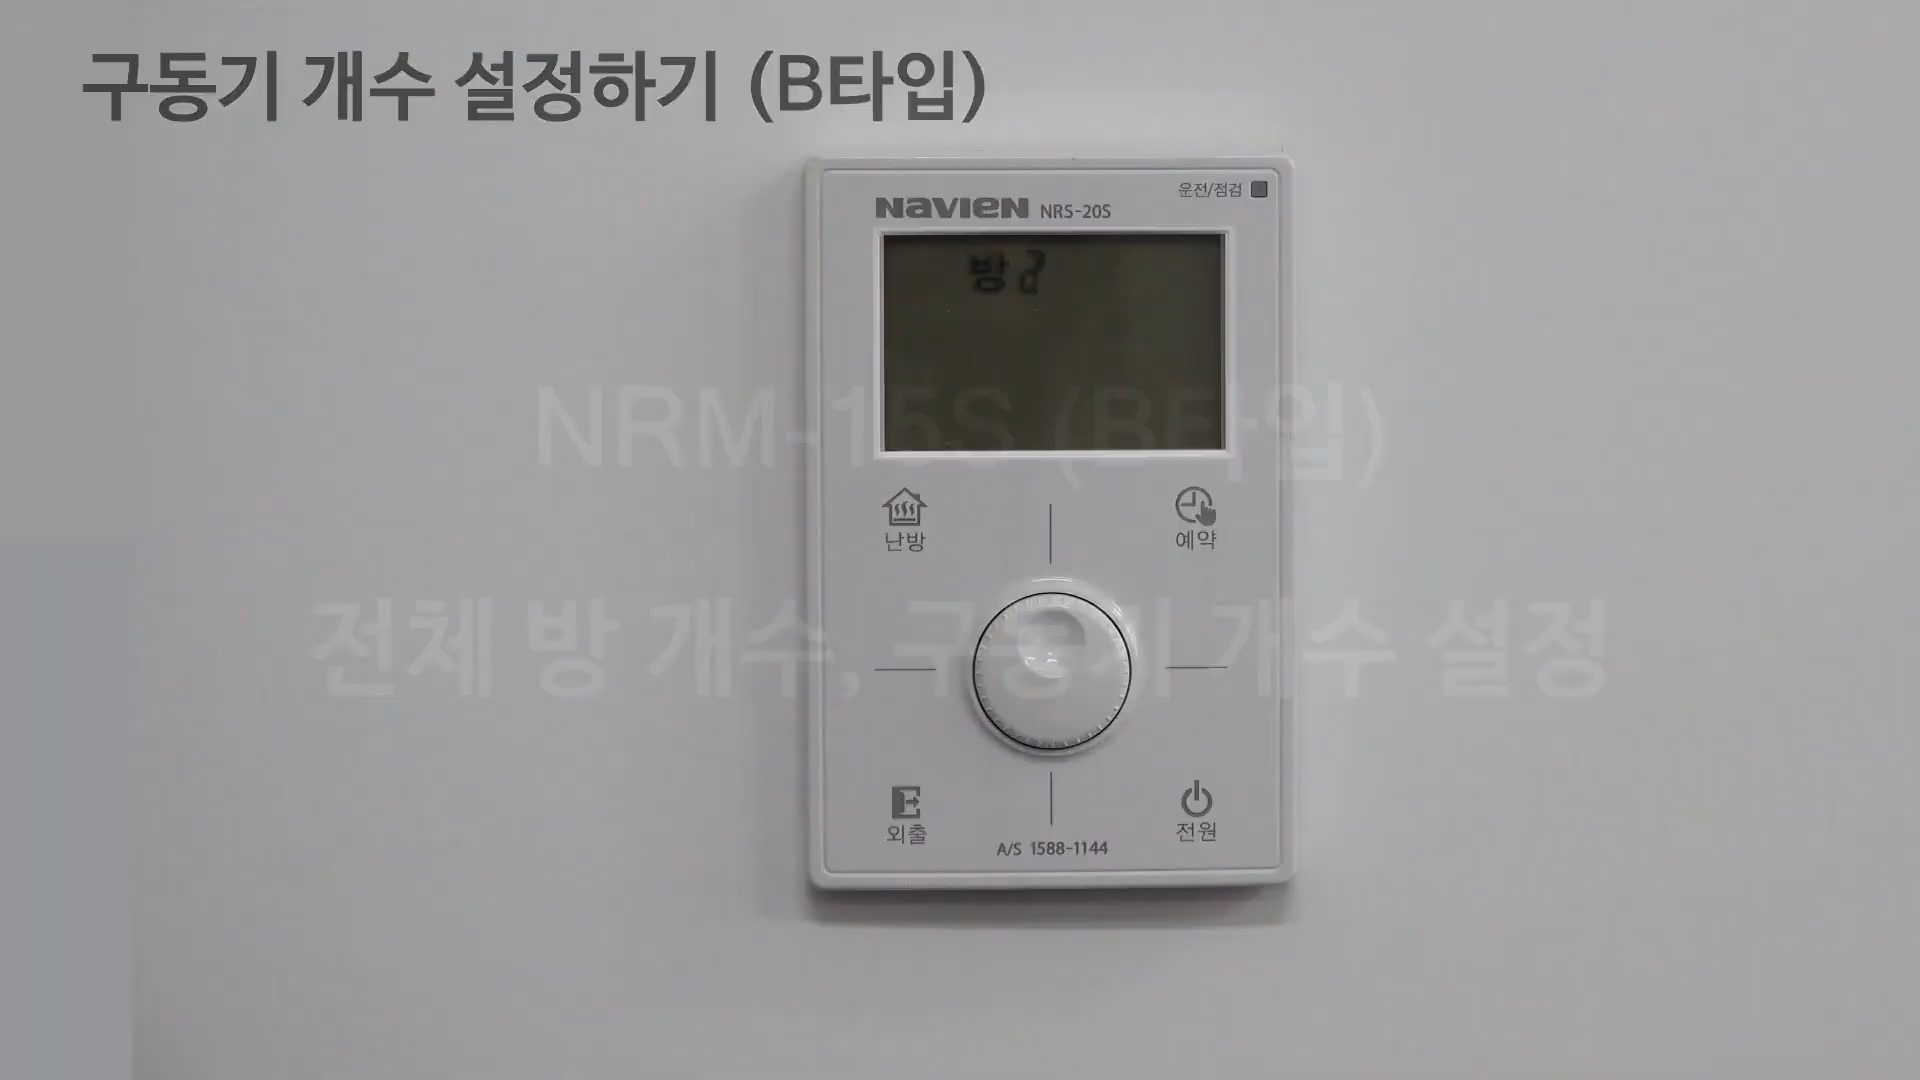 구동기 개수 설정하기 (B타입)
운전/점검
NAVIEN NRS-20S
방 2
NRM-15S (B타입)
난방
예약
전체 방 개수, 구동기 개수 설정
외출
전원
A/S 1588-1144